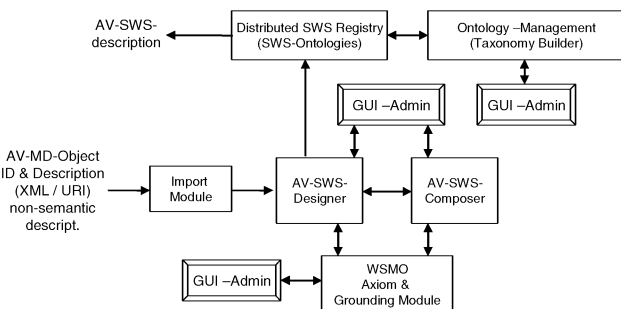 AV-SWS-
description
Distributed SWS Registry
(SWS-Ontologies)
Ontology –Management
(Taxonomy Builder)
GUI –Admin
GUI –Admin
AV-MD-Object
ID & Description
(XML / URI)
non-semantic
descript.
Import
Module
AV-SWS-
Designer
AV-SWS-
Composer
GUI –Admin
WSMO
Axiom &
Grounding Module